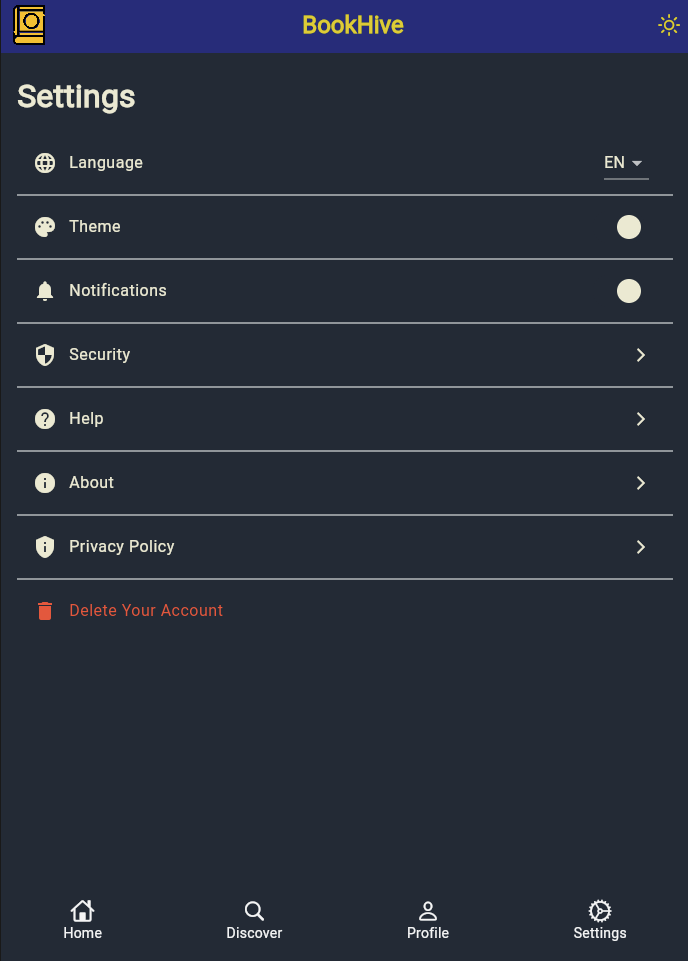 BookHive
Settings
Language
EN
Theme
Notifications
Security
Help
About
Privacy Policy
Delete Your Account
Home
Discover
Profile
Settings